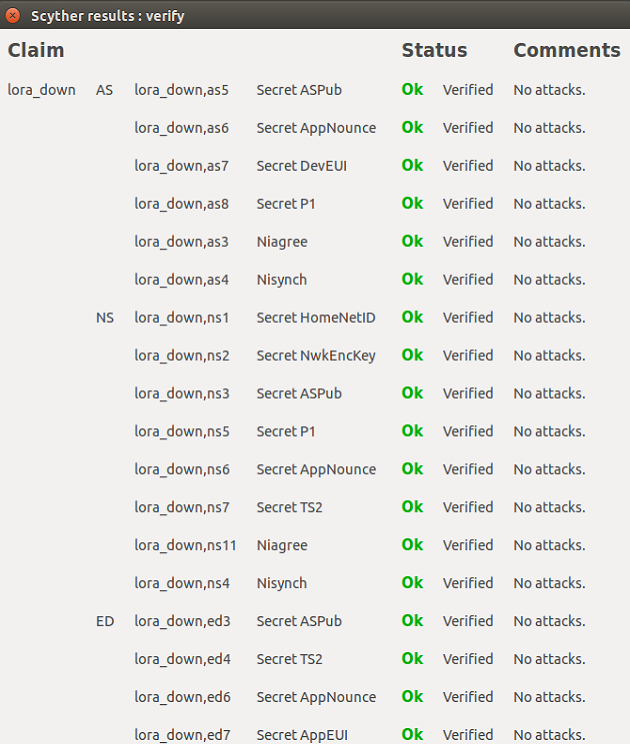 Scyther results : verify
Claim Status Comments
lora_down AS lora_down,as5 Secret ASPub Ok Verified No attacks.
lora_down,as6 Secret AppNounce Ok Verified No attacks.
lora_down,as7 Secret DevEUI Ok Verified No attacks.
lora_down,as8 Secret P1 Ok Verified No attacks.
lora_down,as3 Niagree Ok Verified No attacks.
lora_down,as4 Nisynch Ok Verified No attacks.
NS lora_down,ns1 Secret HomeNetID Ok Verified No attacks.
lora_down,ns2 Secret NwkEncKey Ok Verified No attacks.
lora_down,ns3 Secret ASPub Ok Verified No attacks.
lora_down,ns5 Secret P1 Ok Verified No attacks.
lora_down,ns6 Secret AppNounce Ok Verified No attacks.
lora_down,ns7 Secret TS2 Ok Verified No attacks.
lora_down,ns11 Niagree Ok Verified No attacks.
lora_down,ns4 Nisynch Ok Verified No attacks.
ED lora_down,ed3 Secret ASPub Ok Verified No attacks.
lora_down,ed4 Secret TS2 Ok Verified No attacks.
lora_down,ed6 Secret AppNounce Ok Verified No attacks.
lora_down,ed7 Secret AppEUI Ok Verified No attacks.